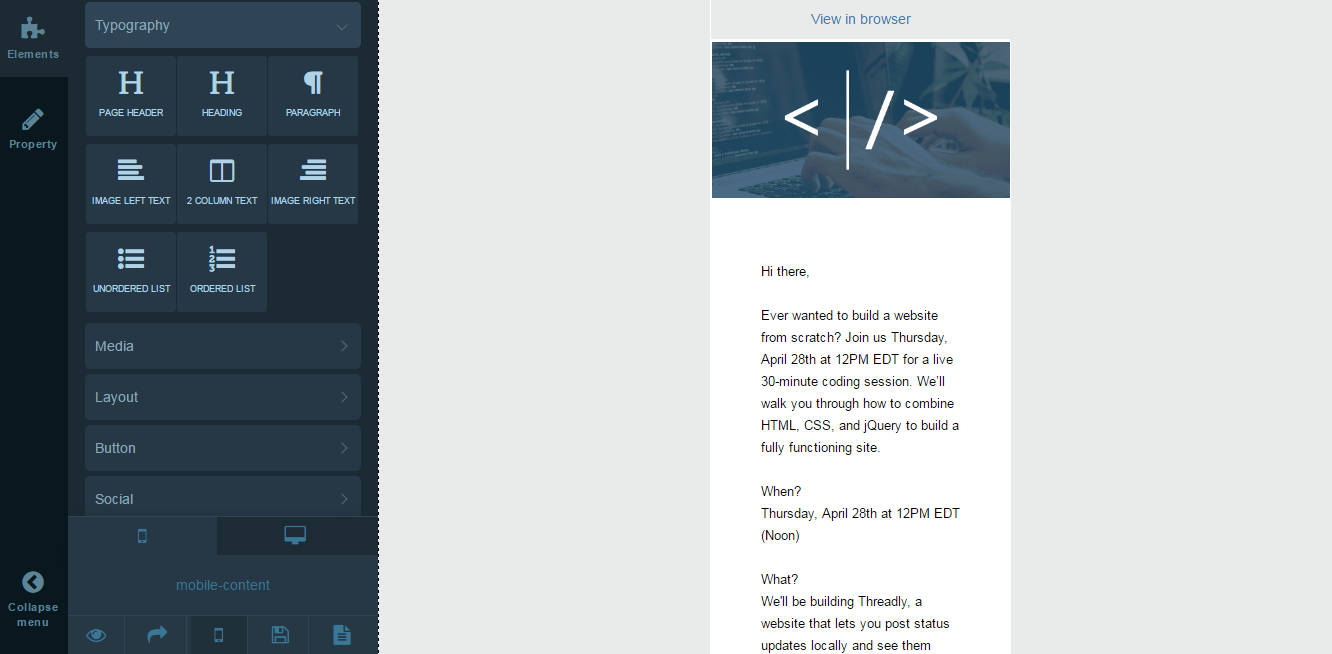 Elements
Property
Collapse
menu
Typography
H
H
¶
PAGE HEADER
HEADING
PARAGRAPH
IMAGE LEFT TEXT
2 COLUMN TEXT
IMAGE RIGHT TEXT
1
2
3
UNORDERED LIST
ORDERED LIST
Media
Layout
Button
Social
mobile-content
View in browser
< | />
Hi there,
Ever wanted to build a website
from scratch? Join us Thursday,
April 28th at 12PM EDT for a live
30-minute coding session. We'll
walk you through how to combine
HTML, CSS, and jQuery to build a
fully functioning site.
When?
Thursday, April 28th at 12PM EDT
(Noon)
What?
We'll be building Threadly, a
website that lets you post status
updates locally and see them